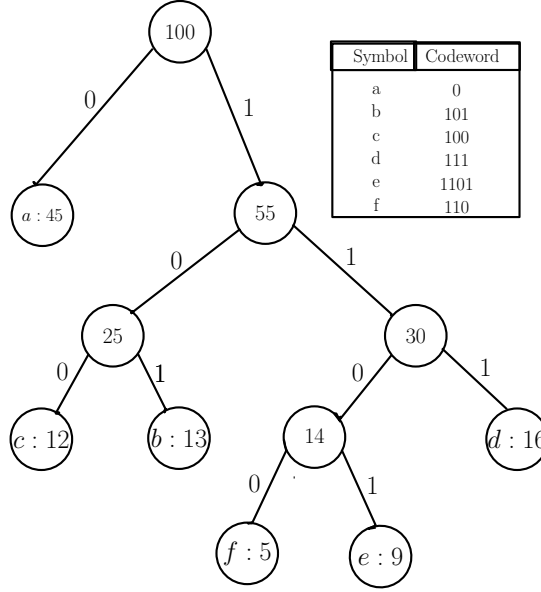 100
Symbol Codeword
a 0
b 101
c 100
d 111
e 1101
f 110
0
1
a : 45
55
0
1
25
30
0
1
0
1
c : 12
b : 13
14
d : 16
0
1
f : 5
e : 9